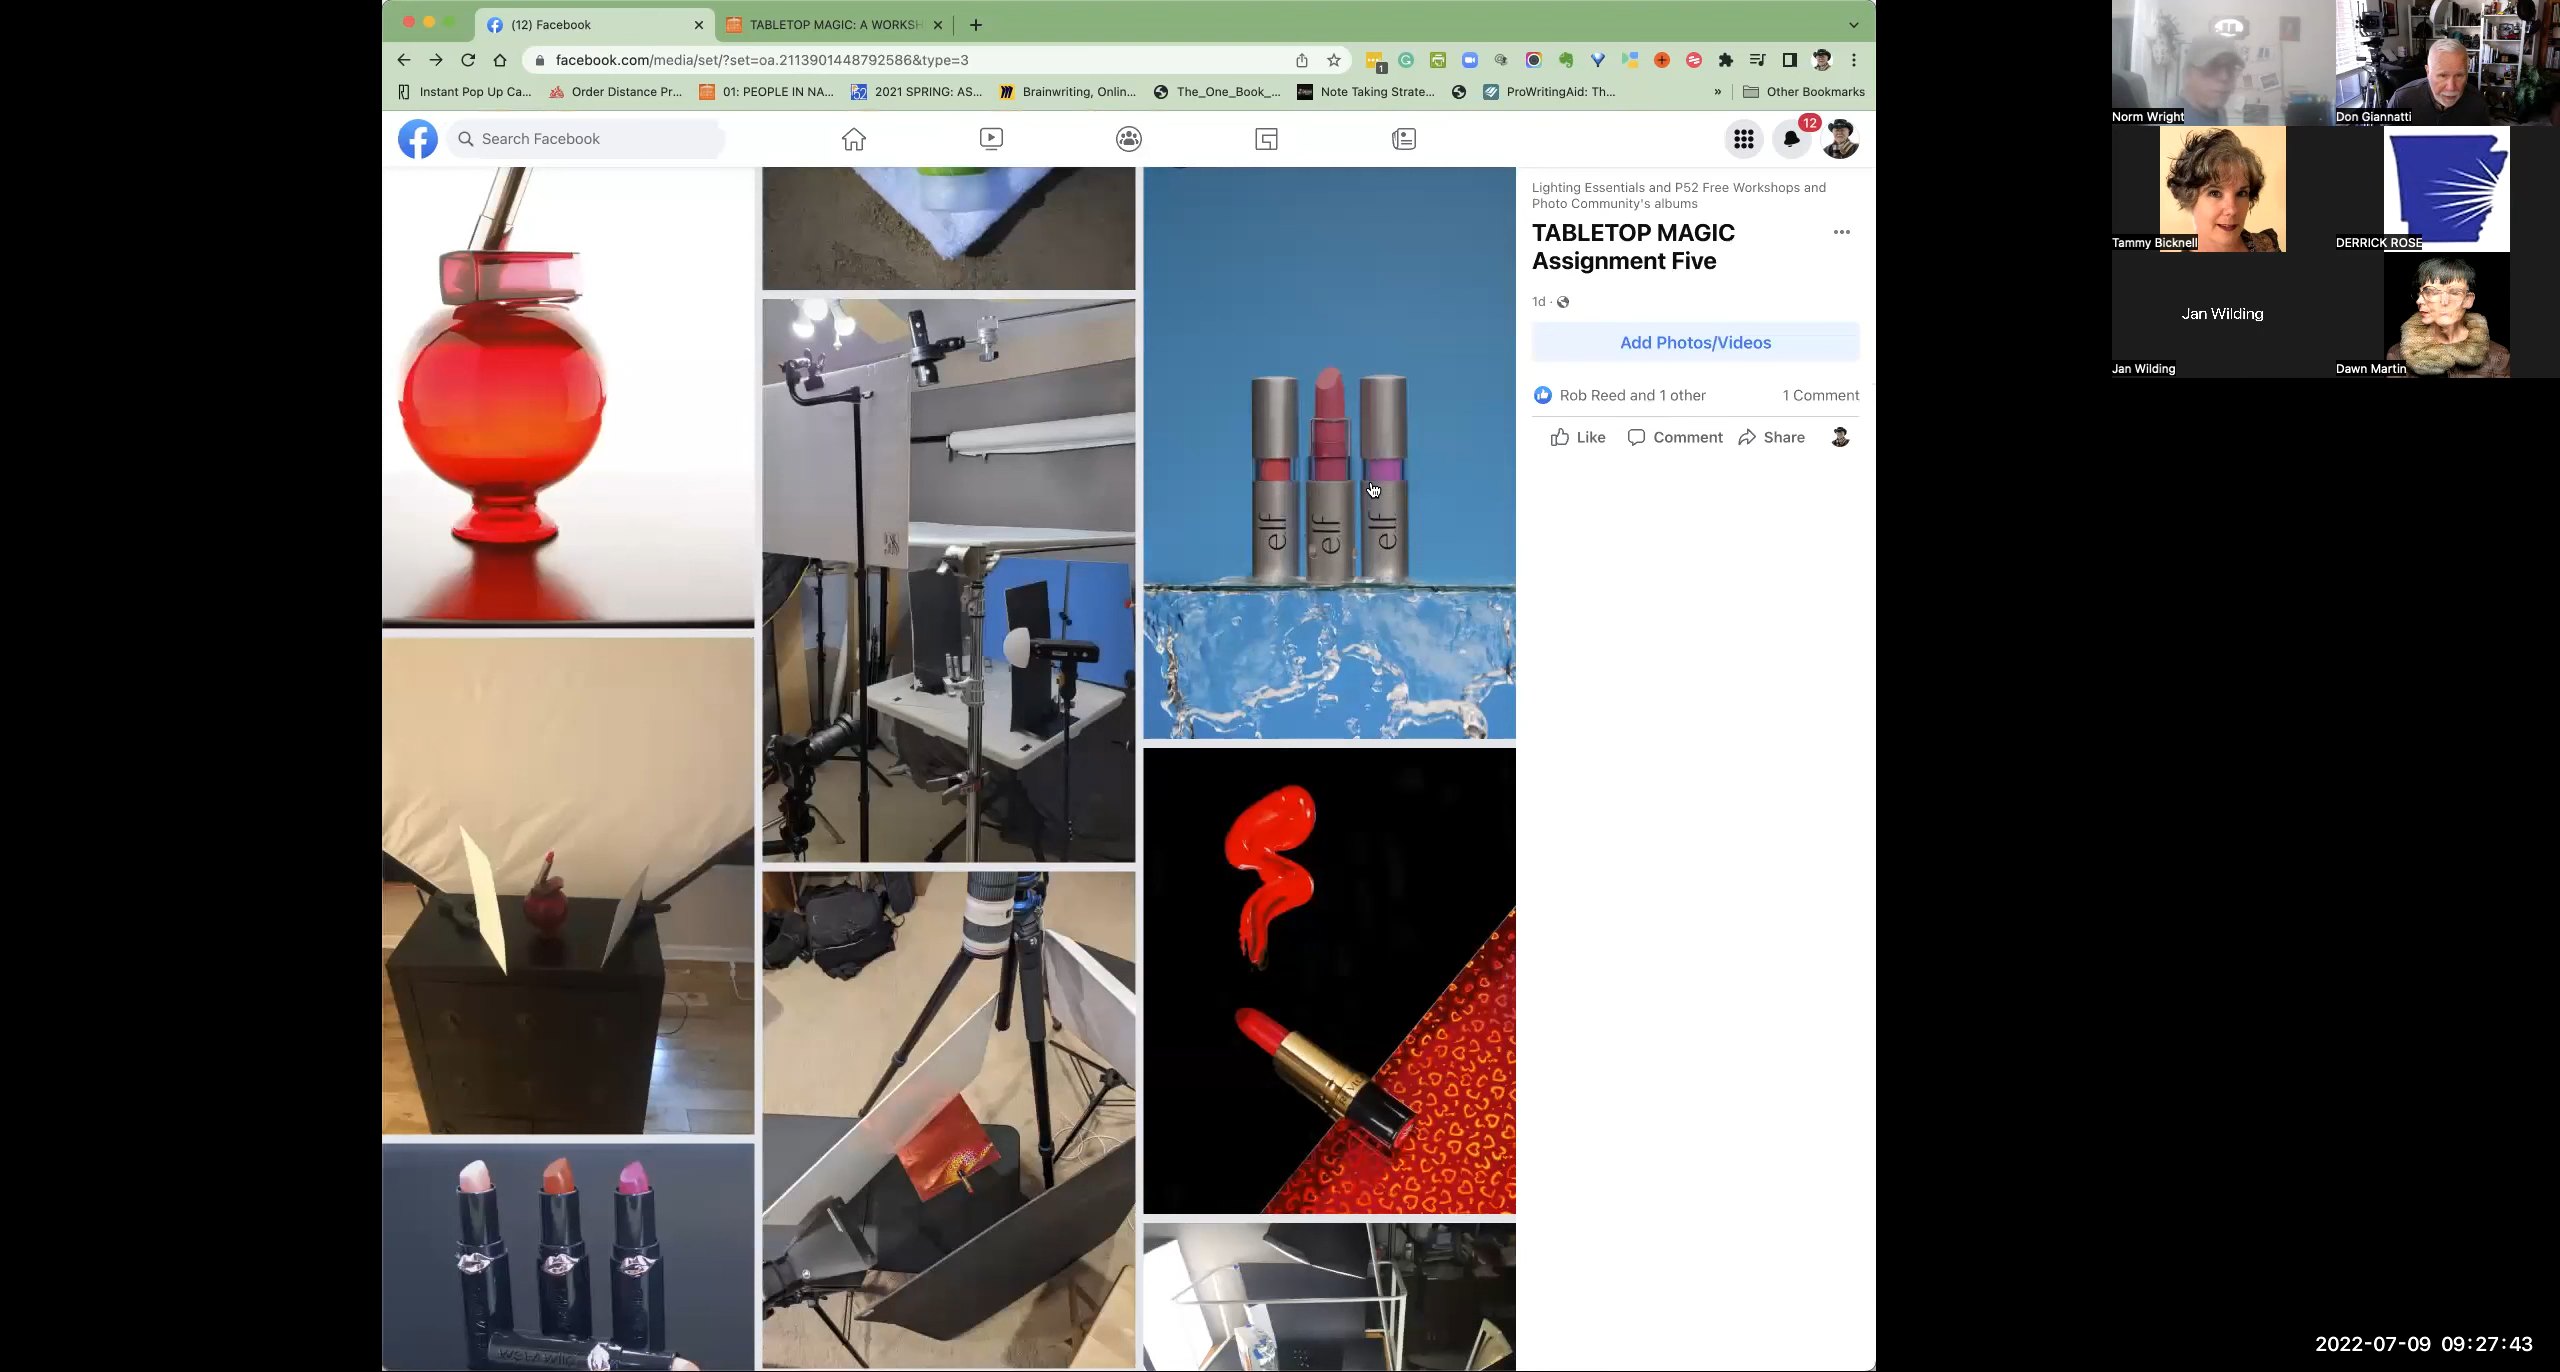 (12) Facebook
TABLETOP MAGIC: A WORKSH
facebook.com/media/set/?set=oa.2113901448792586&type=3
1
Instant Pop Up Ca...
Order Distance Pr...
01: PEOPLE IN NA...
2021 SPRING: AS...
Brainwriting, Onlin...
The_One_Book_...
Note Taking Strate...
ProWritingAid: Th...
»
Other Bookmarks
Search Facebook
12
Lighting Essentials and P52 Free Workshops and
Photo Community's albums
TABLETOP MAGIC
Assignment Five
1d ·
Add Photos/Videos
Rob Reed and 1 other
1 Comment
Like
Comment
Share
elf
elf
elf
Norm Wright
Don Giannatti
Tammy Bicknell
DERRICK ROSE
Jan Wilding
Jan Wilding
Dawn Martin
2022-07-09 09:27:43